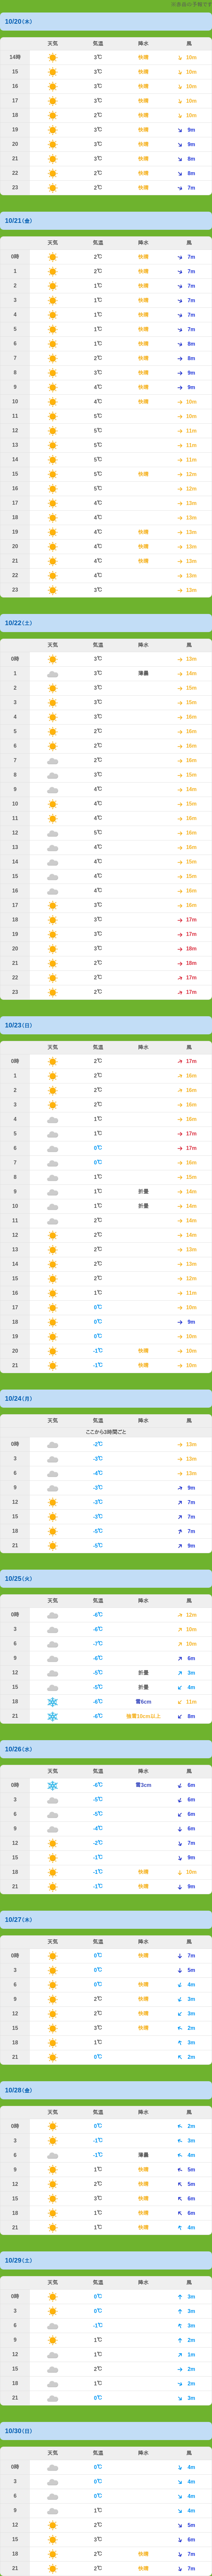 10/20(木)
天気 気温 降水 風
14時 3℃ 快晴 10m
15 3℃ 快晴 10m
16 3℃ 快晴 10m
17 3℃ 快晴 10m
18 2℃ 快晴 10m
19 3℃ 快晴 9m
20 3℃ 快晴 9m
21 3℃ 快晴 8m
22 2℃ 快晴 8m
23 2℃ 快晴 7m
10/21(金)
天気 気温 降水 風
0時 2℃ 快晴 7m
1 2℃ 快晴 7m
2 1℃ 快晴 7m
3 1℃ 快晴 7m
4 1℃ 快晴 7m
5 1℃ 快晴 7m
6 1℃ 快晴 8m
7 2℃ 快晴 8m
8 3℃ 快晴 9m
9 4℃ 快晴 9m
10 4℃ 快晴 10m
11 5℃ 10m
12 5℃ 11m
13 5℃ 11m
14 5℃ 11m
15 5℃ 快晴 12m
16 5℃ 12m
17 4℃ 13m
18 4℃ 13m
19 4℃ 快晴 13m
20 4℃ 快晴 13m
21 4℃ 快晴 13m
22 4℃ 13m
23 3℃ 13m
10/22(土)
天気 気温 降水 風
0時 3℃ 13m
1 3℃ 薄曇 14m
2 3℃ 15m
3 3℃ 15m
4 3℃ 15m
5 2℃ 16m
6 2℃ 16m
7 2℃ 16m
8 3℃ 15m
9 4℃ 14m
10 4℃ 15m
11 4℃ 16m
12 5℃ 16m
13 4℃ 16m
14 4℃ 15m
15 4℃ 15m
16 4℃ 16m
17 3℃ 16m
18 3℃ 17m
19 3℃ 17m
20 3℃ 18m
21 2℃ 18m
22 2℃ 17m
23 2℃ 17m
10/23(日)
天気 気温 降水 風
0時 2℃ 17m
1 2℃ 16m
2 2℃ 16m
3 2℃ 16m
4 1℃ 16m
5 1℃ 17m
6 0℃ 17m
7 0℃ 16m
8 1℃ 15m
9 1℃ 折曇 14m
10 1℃ 折曇 14m
11 2℃ 14m
12 2℃ 14m
13 2℃ 13m
14 2℃ 13m
15 2℃ 12m
16 1℃ 11m
17 0℃ 10m
18 0℃ 9m
19 0℃ 10m
20 -1℃ 快晴 10m
21 -1℃ 快晴 10m
10/24(月)
天気 気温 降水 風
ここから3時間ごと
0時 -2℃ 13m
3 -3℃ 13m
6 -4℃ 13m
9 -3℃ 9m
12 -3℃ 7m
15 -3℃ 7m
18 -5℃ 7m
21 -5℃ 9m
10/25(火)
天気 気温 降水 風
0時 -6℃ 12m
3 -6℃ 10m
6 -7℃ 10m
9 -6℃ 6m
12 -5℃ 折曇 3m
15 -5℃ 折曇 4m
18 -6℃ 雪6cm 11m
21 -6℃ 強雪10cm以上 8m
10/26(水)
天気 気温 降水 風
0時 -6℃ 雪3cm 6m
3 -5℃ 6m
6 -5℃ 6m
9 -4℃ 6m
12 -2℃ 7m
15 -1℃ 9m
18 -1℃ 快晴 10m
21 -1℃ 快晴 9m
10/27(木)
天気 気温 降水 風
0時 0℃ 快晴 7m
3 0℃ 5m
6 0℃ 快晴 4m
9 2℃ 快晴 3m
12 2℃ 快晴 3m
15 3℃ 快晴 2m
18 1℃ 3m
21 0℃ 2m
10/28(金)
天気 気温 降水 風
0時 0℃ 2m
3 -1℃ 3m
6 -1℃ 薄曇 4m
9 1℃ 快晴 5m
12 2℃ 快晴 5m
15 3℃ 快晴 6m
18 1℃ 快晴 6m
21 1℃ 快晴 4m
10/29(土)
天気 気温 降水 風
0時 0℃ 3m
3 0℃ 3m
6 -1℃ 3m
9 1℃ 2m
12 1℃ 1m
15 2℃ 2m
18 1℃ 2m
21 0℃ 3m
10/30(日)
天気 気温 降水 風
0時 0℃ 4m
3 0℃ 4m
6 0℃ 4m
9 1℃ 4m
12 2℃ 5m
15 3℃ 6m
18 2℃ 快晴 7m
21 2℃ 快晴 7m